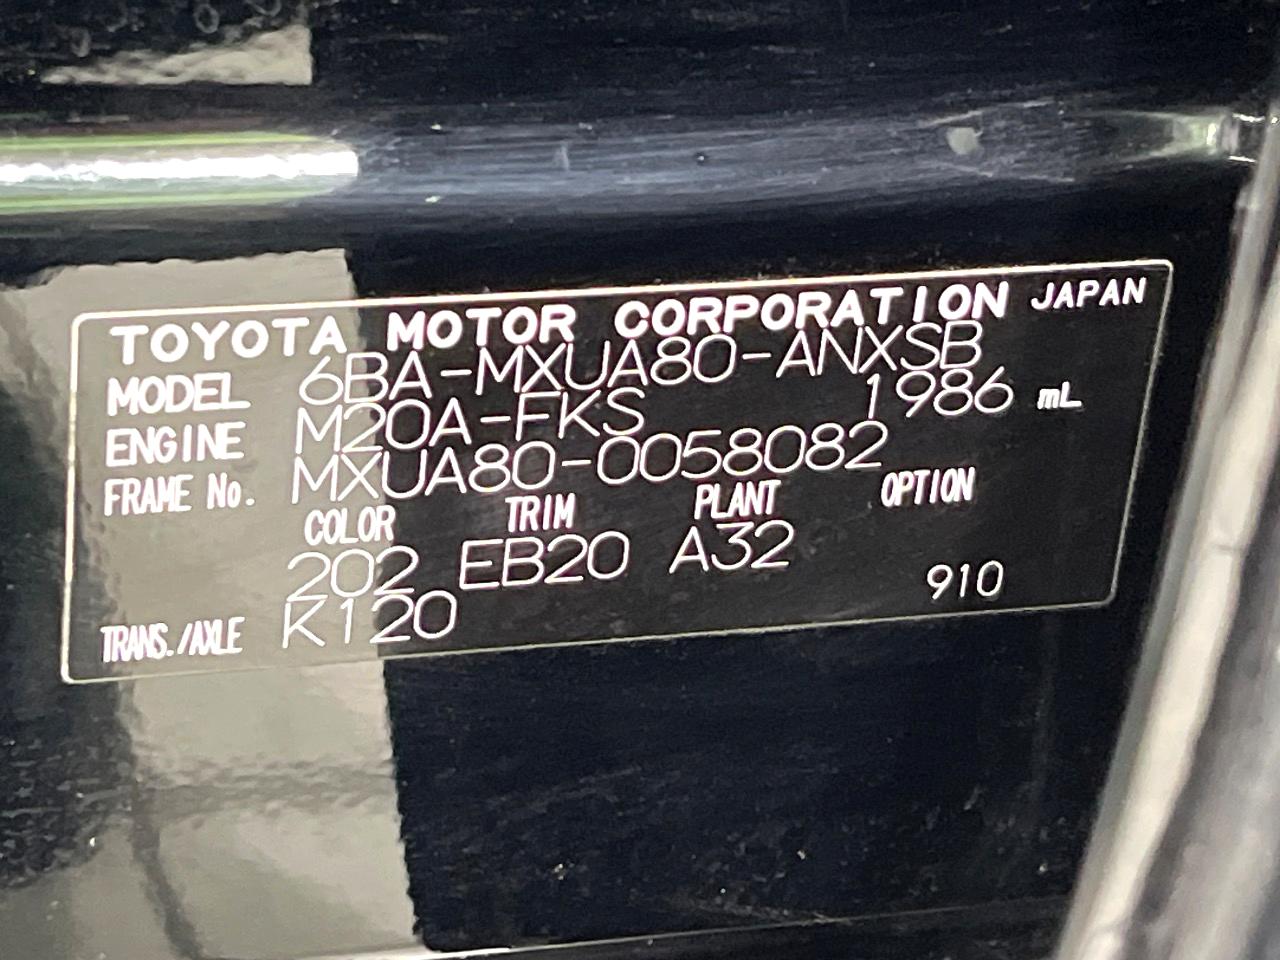 TOYOTA MOTOR CORPORATION JAPAN
MODEL 6BA-MXUA80-ANXSB
ENGINE M20A-FKS 1986 mL
FRAME No. MXUA80-0058082
COLOR TRIM PLANT OPTION
202 EB20 A32
TRANS./AXLE K120 910